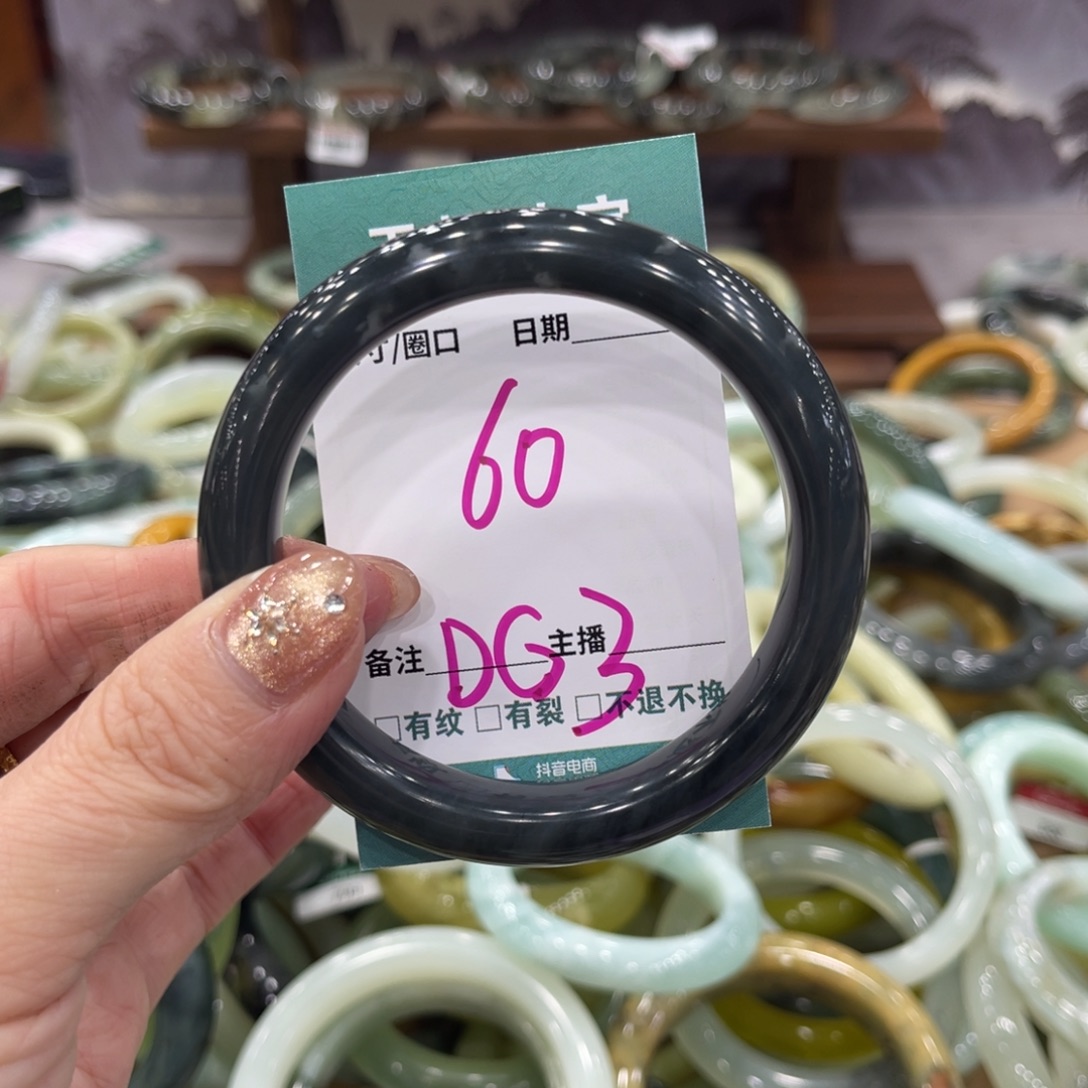 寸/圈口 日期
60
备注 DG3 主播
□有纹 □有裂 □不退不换
抖音电商